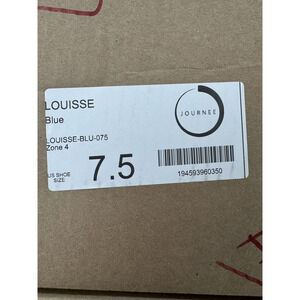 LOUISSE
Blue
LOUISSE-BLU-075
Zone 4
US SHOE
SIZE
7.5
JOURNEE
194593960350